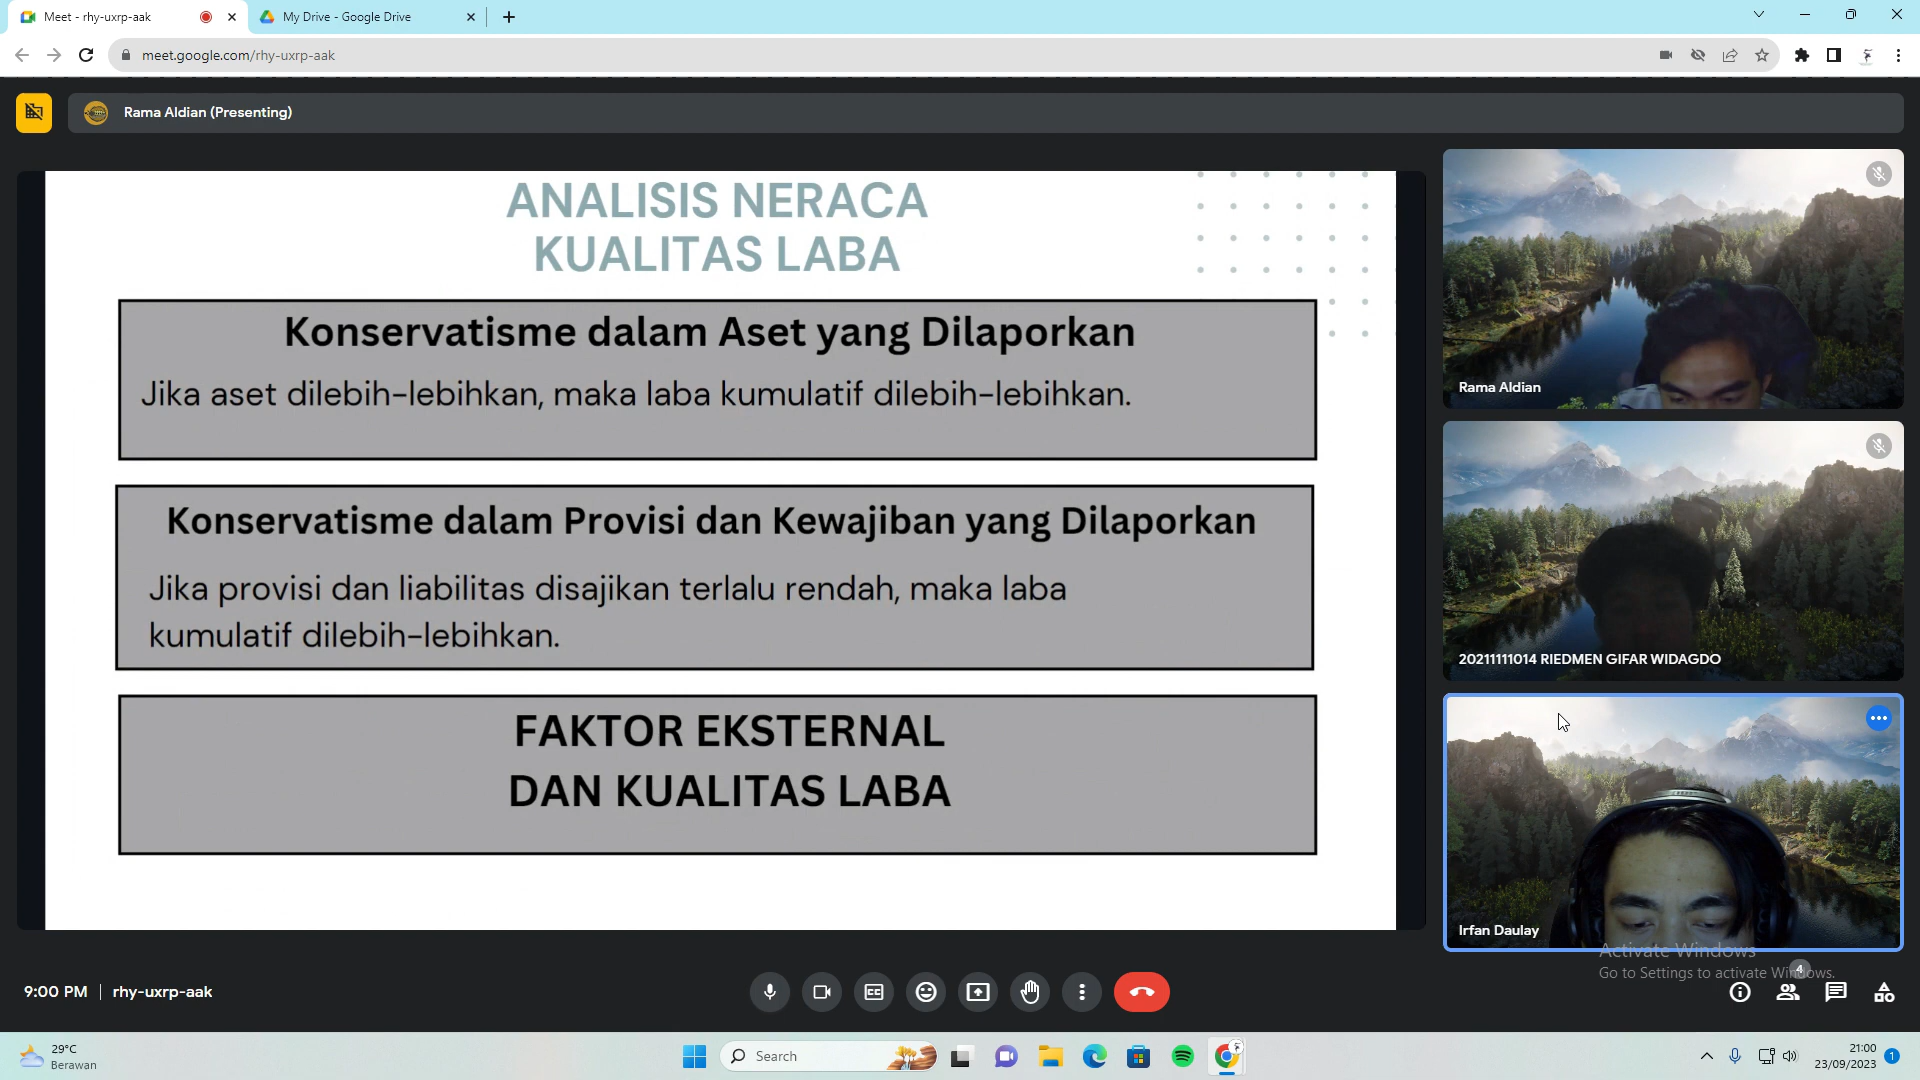 Meet - rhy-uxrp-aak
My Drive - Google Drive
meet.google.com/rhy-uxrp-aak
Rama Aldian (Presenting)
ANALISIS NERACA
KUALITAS LABA
Konservatisme dalam Aset yang Dilaporkan
Jika aset dilebih-lebihkan, maka laba kumulatif dilebih-lebihkan.
Konservatisme dalam Provisi dan Kewajiban yang Dilaporkan
Jika provisi dan liabilitas disajikan terlalu rendah, maka laba
kumulatif dilebih-lebihkan.
FAKTOR EKSTERNAL
DAN KUALITAS LABA
Rama Aldian
20211111014 RIEDMEN GIFAR WIDAGDO
Irfan Daulay
Activate Windows
Go to Settings to activate Windows.
4
9:00 PM | rhy-uxrp-aak
29°C
Berawan
Search
21:00
23/09/2023
1